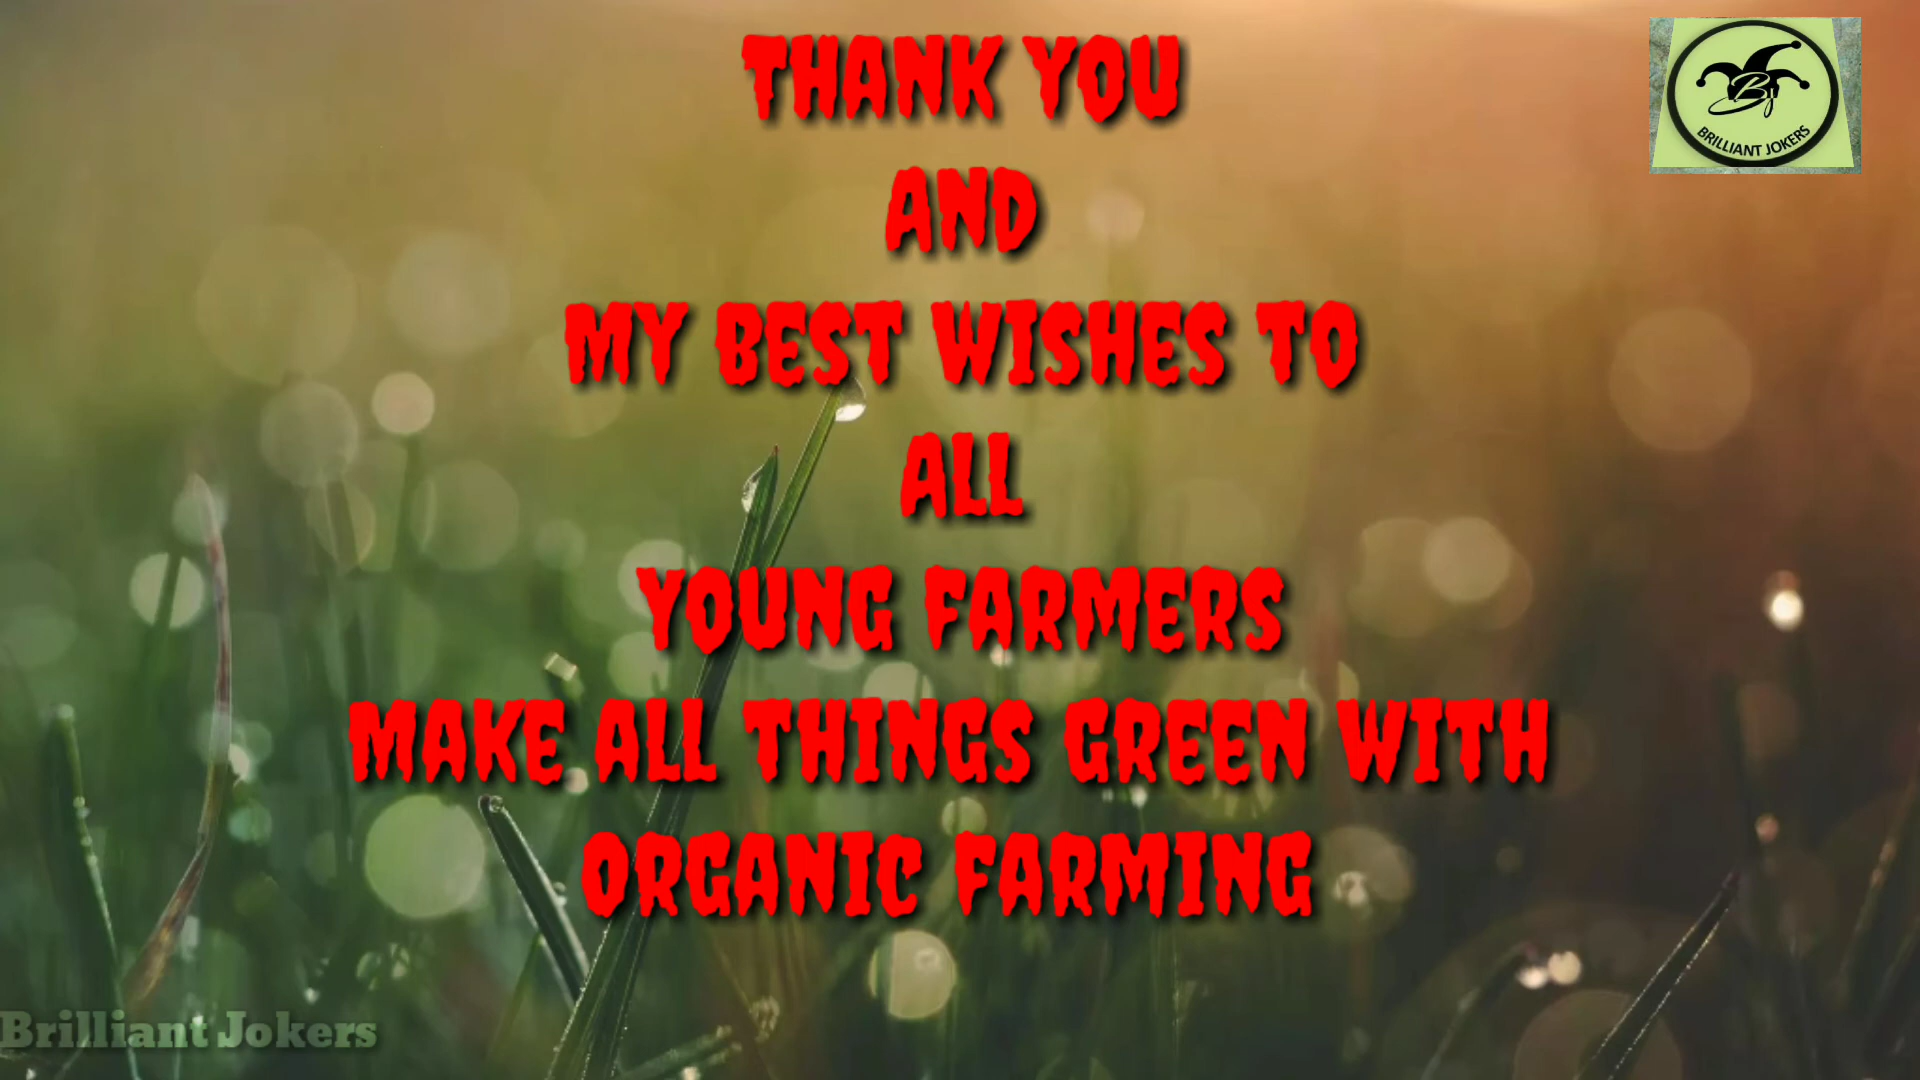 THANK YOU
AND
MY BEST WISHES TO
ALL
YOUNG FARMERS
MAKE ALL THINGS GREEN WITH
ORGANIC FARMING
By
BRILLIANT JOKERS
Brilliant Jokers